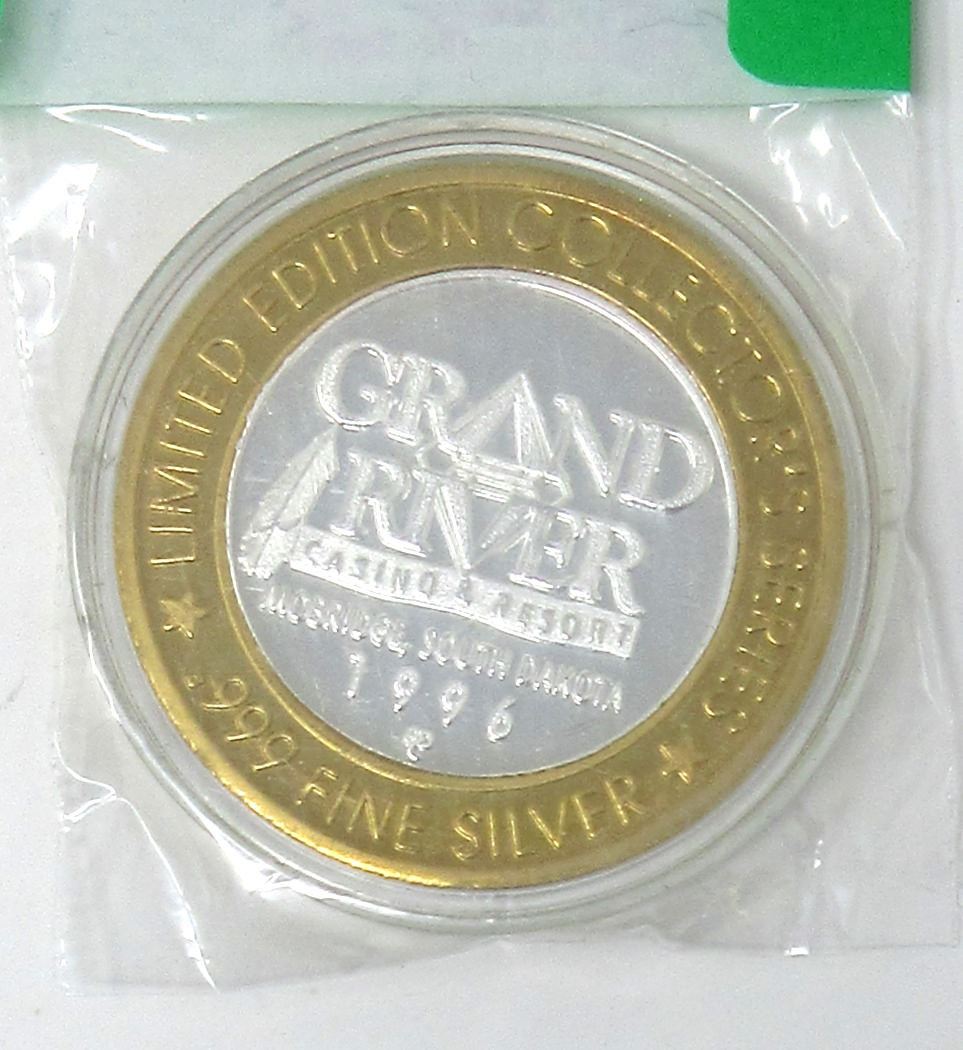 LIMITED EDITION COLLECTOR'S SERIES
GRAND
RIVER
CASINO & RESORT
MOBRIDGE, SOUTH DAKOTA
1996
.999 FINE SILVER